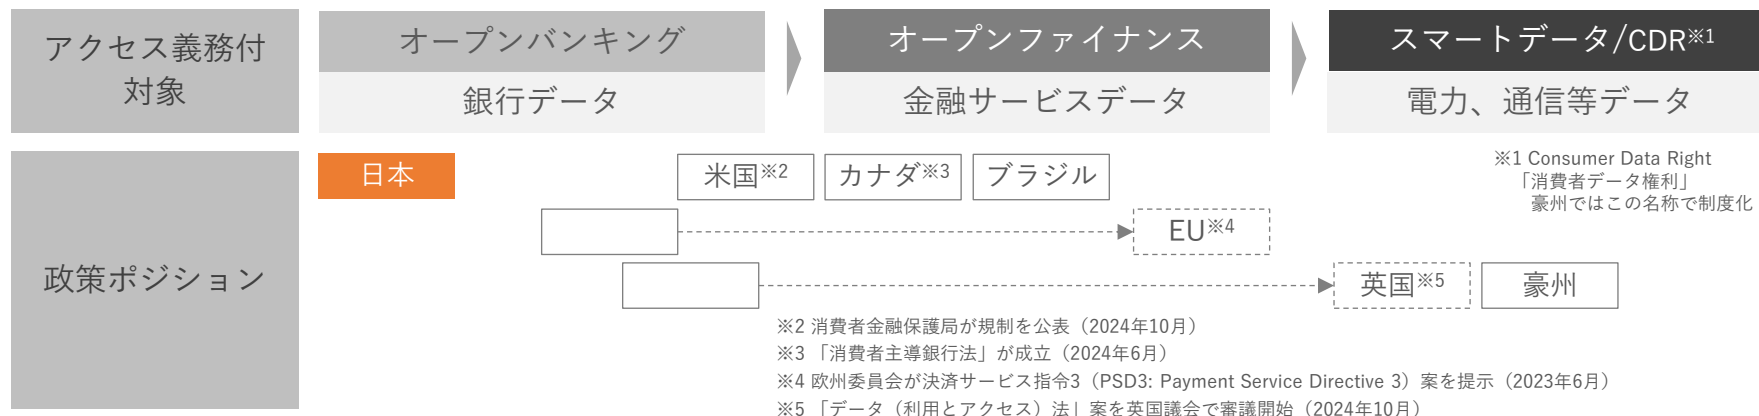 アクセス義務付
対象
オープンバンキング
銀行データ
オープンファイナンス
金融サービスデータ
スマートデータ/CDR※1
電力、通信等データ
政策ポジション
日本
米国※2
カナダ※3
ブラジル
※1 Consumer Data Right
「消費者データ権利」
豪州ではこの名称で制度化
EU※4
英国※5
豪州
※2 消費者金融保護局が規制を公表（2024年10月）
※3 「消費者主導銀行法」が成立（2024年6月）
※4 欧州委員会が決済サービス指令3（PSD3: Payment Service Directive 3）案を提示（2023年6月）
※5 「データ（利用とアクセス）法」案を英国議会で審議開始（2024年10月）